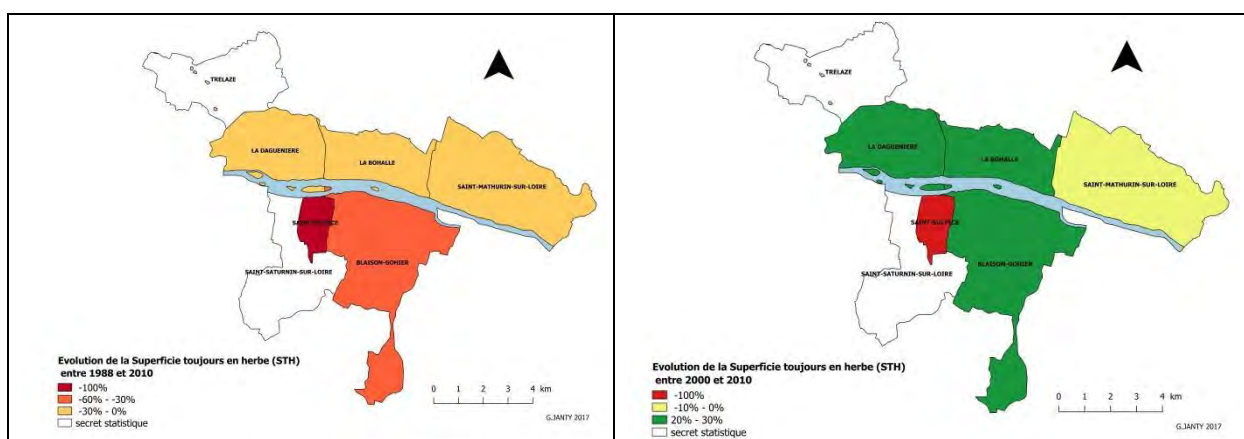 TRELAZE
LA DAGUENIERE
LA BOHALLE
SAINT-MATHURIN-SUR-LOIRE
SAINT-SULPICE
BLAISON-GOHIER
SAINT-SATURNIN-SUR-LOIRE
Evolution de la Superficie toujours en herbe (STH)
entre 1988 et 2010
-100%
-60% - -30%
-30% - 0%
secret statistique
0 1 2 3 4 km
G.JANTY 2017
TRELAZE
LA DAGUENIERE
LA BOHALLE
SAINT-MATHURIN-SUR-LOIRE
SAINT-SULPICE
BLAISON-GOHIER
SAINT-SATURNIN-SUR-LOIRE
Evolution de la Superficie toujours en herbe (STH)
entre 2000 et 2010
-100%
-10% - 0%
20% - 30%
secret statistique
0 1 2 3 4 km
G.JANTY 2017